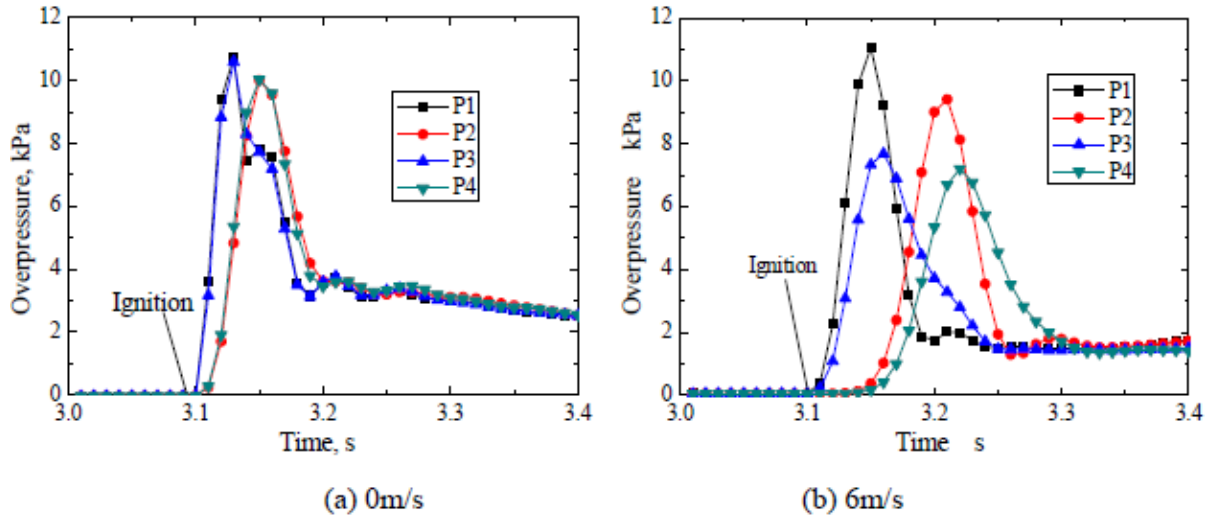 12
10
8
6
4
2
0
Overpressure, kPa
P1
P2
P3
P4
Ignition
3.0 3.1 3.2 3.3 3.4
Time, s
(a) 0m/s
12
10
8
6
4
2
0
Overpressure kPa
P1
P2
P3
P4
Ignition
3.0 3.1 3.2 3.3 3.4
Time s
(b) 6m/s